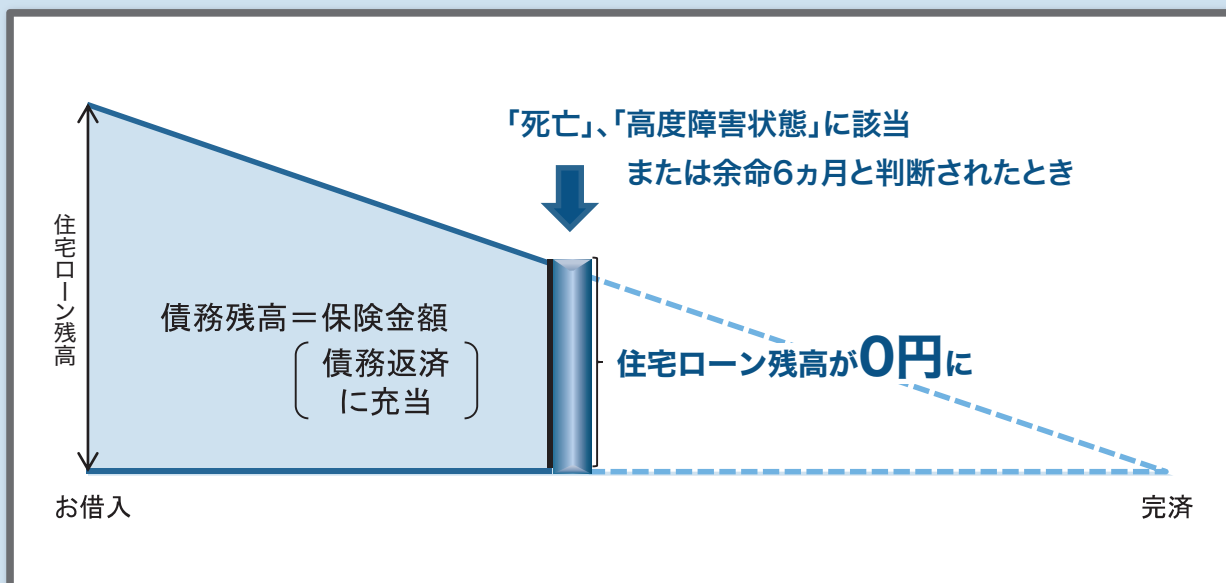 「死亡」、「高度障害状態」に該当
または余命6ヵ月と判断されたとき
住宅ローン残高
債務残高＝保険金額
債務返済
に充当
住宅ローン残高が0円に
お借入
完済